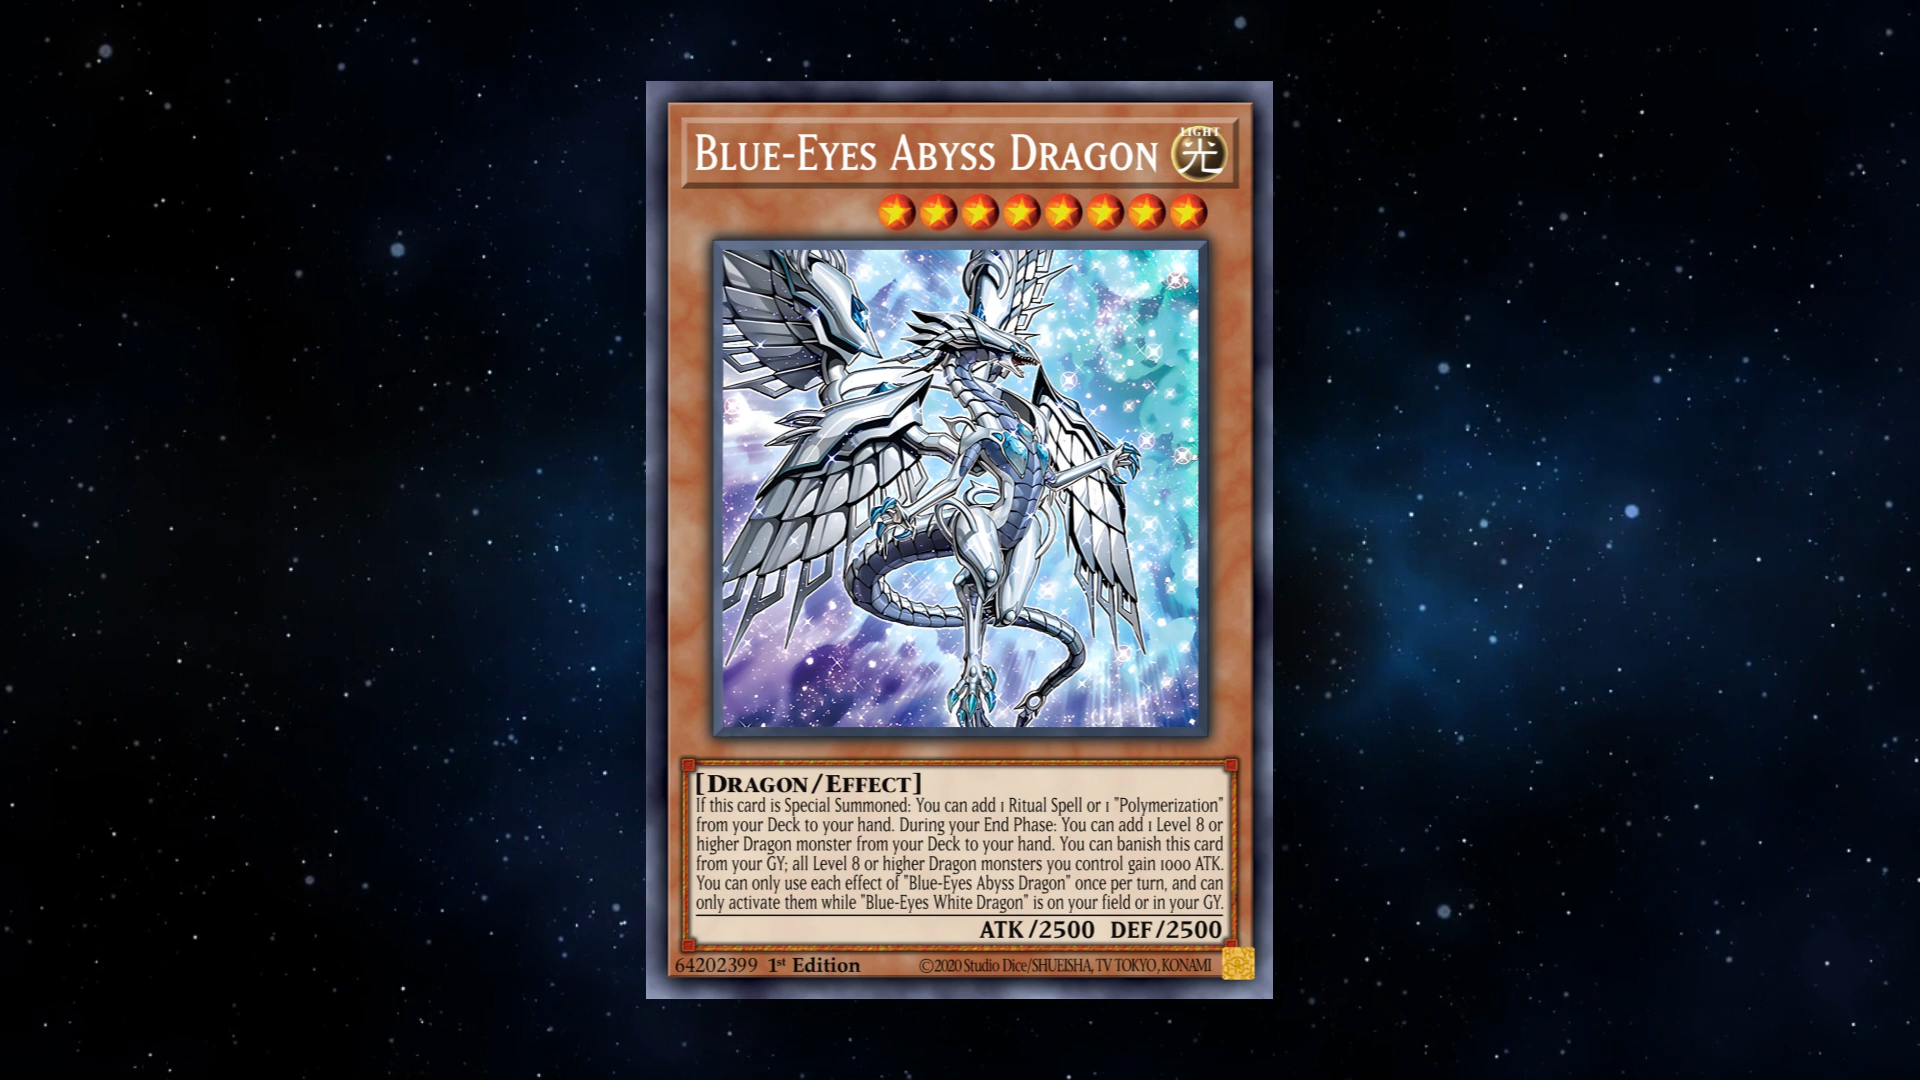 Blue-Eyes Abyss Dragon
LIGHT
光
[Dragon/Effect]
If this card is Special Summoned: You can add 1 Ritual Spell or 1 "Polymerization"
from your Deck to your hand. During your End Phase: You can add 1 Level 8 or
higher Dragon monster from your Deck to your hand. You can banish this card
from your GY; all Level 8 or higher Dragon monsters you control gain 1000 ATK.
You can only use each effect of "Blue-Eyes Abyss Dragon" once per turn, and can
only activate them while "Blue-Eyes White Dragon" is on your field or in your GY.
ATK/2500 DEF/2500
64202399 1st Edition ©2020 Studio Dice/SHUEISHA, TV TOKYO, KONAMI